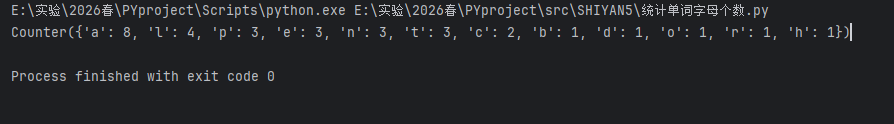 E:\实验\2026春\PYproject\Scripts\python.exe E:\实验\2026春\PYproject\src\SHIYAN5\统计单词字母个数.py
Counter({'a': 8, 'l': 4, 'p': 3, 'e': 3, 'n': 3, 't': 3, 'c': 2, 'b': 1, 'd': 1, 'o': 1, 'r': 1, 'h': 1})
Process finished with exit code 0